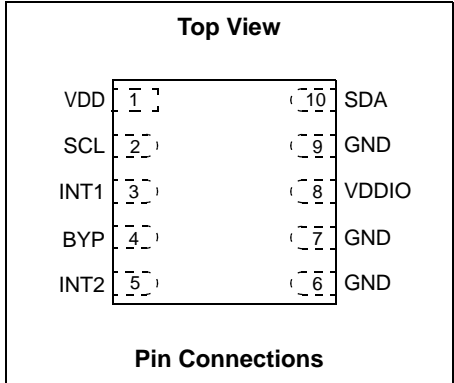 Top View
VDD 1 10 SDA
SCL 2 9 GND
INT1 3 8 VDDIO
BYP 4 7 GND
INT2 5 6 GND
Pin Connections